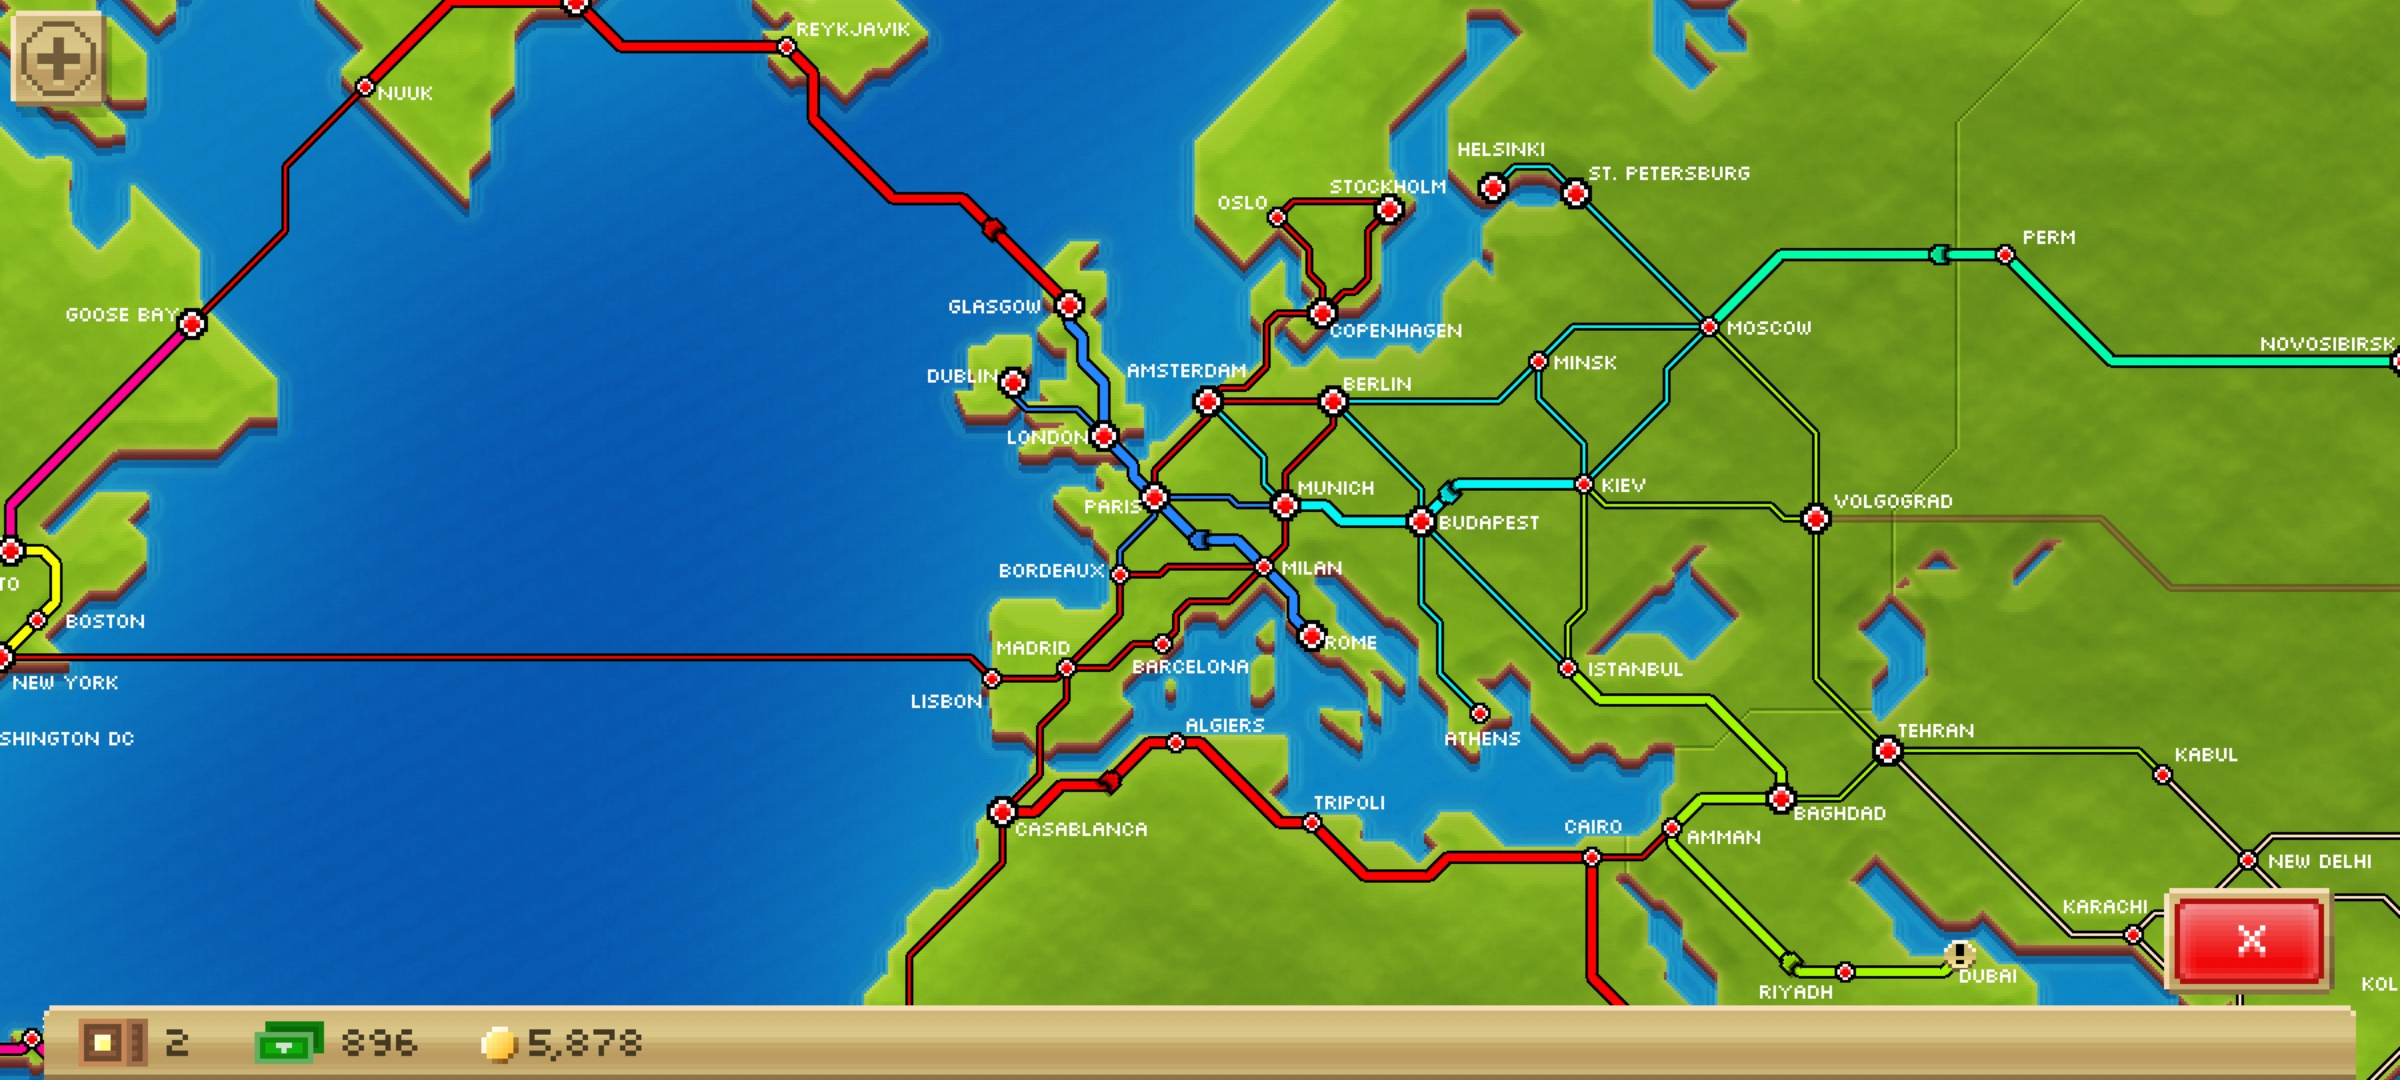 REYKJAVIK
NUUK
HELSINKI
ST. PETERSBURG
STOCKHOLM
OSLO
PERM
GLASGOW
GOOSE BAY
COPENHAGEN
MOSCOW
NOVOSIBIRSK
MINSK
AMSTERDAM
DUBLIN
BERLIN
LONDON
MUNICH
KIEV
PARIS
BUDAPEST
VOLGOGRAD
BORDEAUX
MILAN
TO
BOSTON
ROME
MADRID
BARCELONA
ISTANBUL
NEW YORK
LISBON
ALGIERS
ATHENS
SHINGTON DC
TEHRAN
KABUL
TRIPOLI
BAGHDAD
CASABLANCA
CAIRO
AMMAN
NEW DELHI
KARACHI
!
X
DUBAI
RIYADH
KOL
2 896 5,878